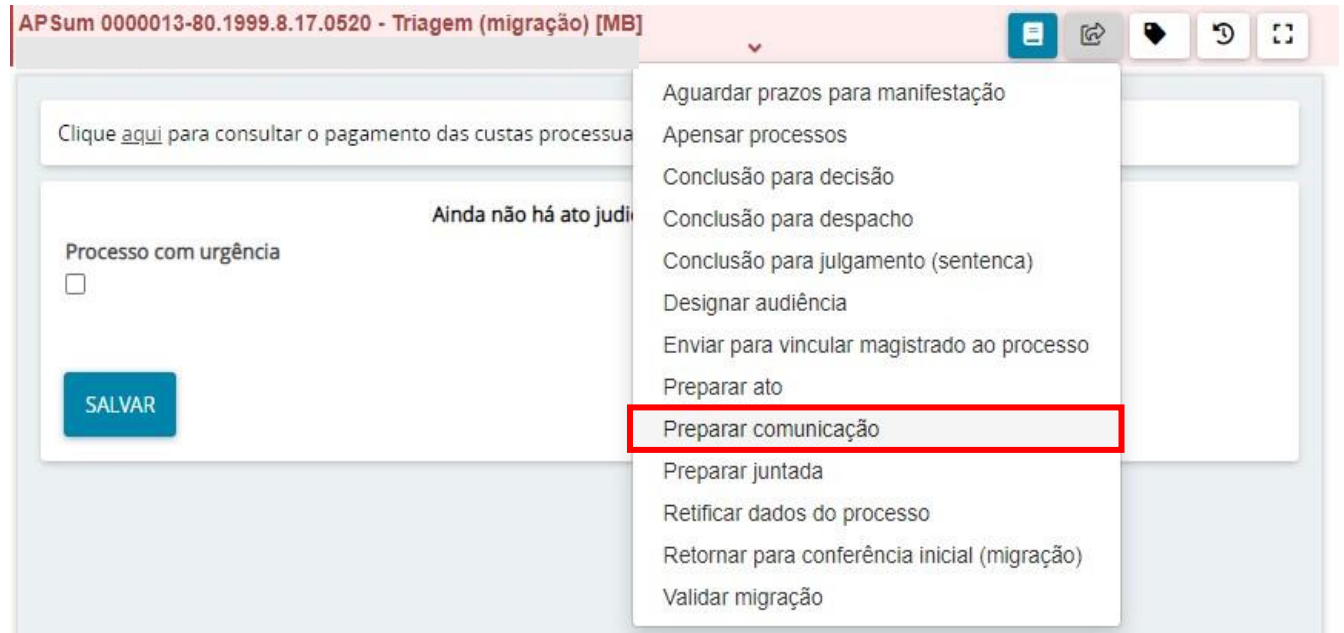 APSum 0000013-80.1999.8.17.0520 - Triagem (migração) [MB]
Clique aqui para consultar o pagamento das custas processua
Ainda não há ato judi
Processo com urgência
SALVAR
Aguardar prazos para manifestação
Apensar processos
Conclusão para decisão
Conclusão para despacho
Conclusão para julgamento (sentenca)
Designar audiência
Enviar para vincular magistrado ao processo
Preparar ato
Preparar comunicação
Preparar juntada
Retificar dados do processo
Retornar para conferência inicial (migração)
Validar migração